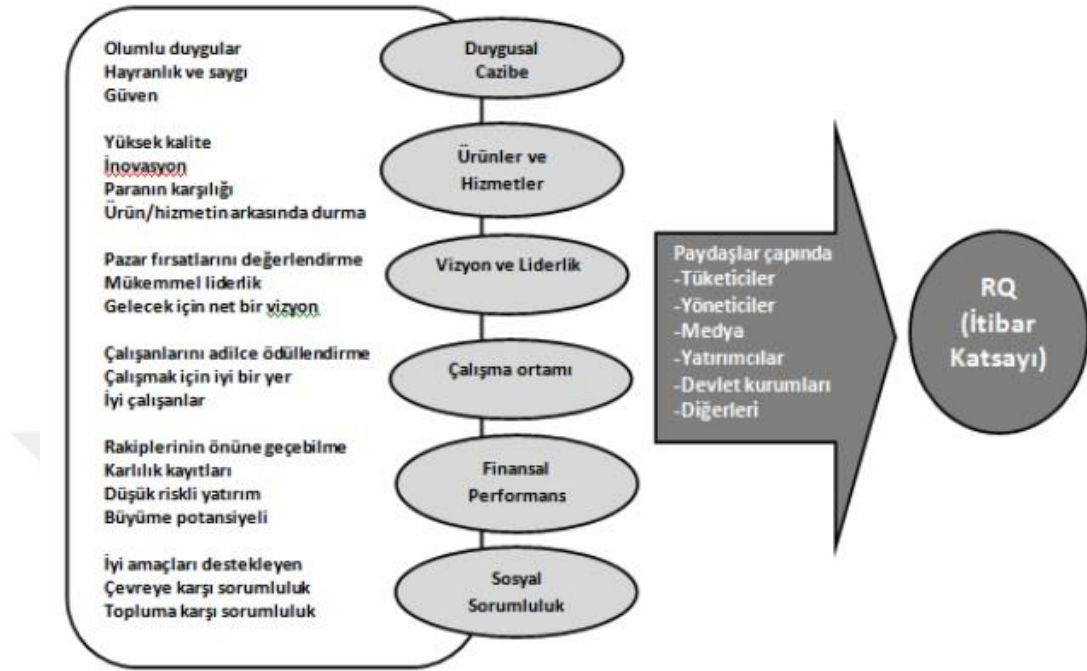 Olumlu duygular
Hayranlık ve saygı
Güven
Duygusal
Cazibe
Yüksek kalite
İnovasyon
Paranın karşılığı
Ürün/hizmetin arkasında durma
Ürünler ve
Hizmetler
Pazar fırsatlarını değerlendirme
Mükemmel liderlik
Gelecek için net bir vizyon
Vizyon ve Liderlik
Çalışanlarını adilce ödüllendirme
Çalışmak için iyi bir yer
İyi çalışanlar
Çalışma ortamı
Rakiplerinin önüne geçebilme
Karlılık kayıtları
Düşük riskli yatırım
Büyüme potansiyeli
Finansal
Performans
İyi amaçları destekleyen
Çevreye karşı sorumluluk
Topluma karşı sorumluluk
Sosyal
Sorumluluk
Paydaşlar çapında
-Tüketiciler
-Yöneticiler
-Medya
-Yatırımcılar
-Devlet kurumları
-Diğerleri
RQ
(İtibar
Katsayı)